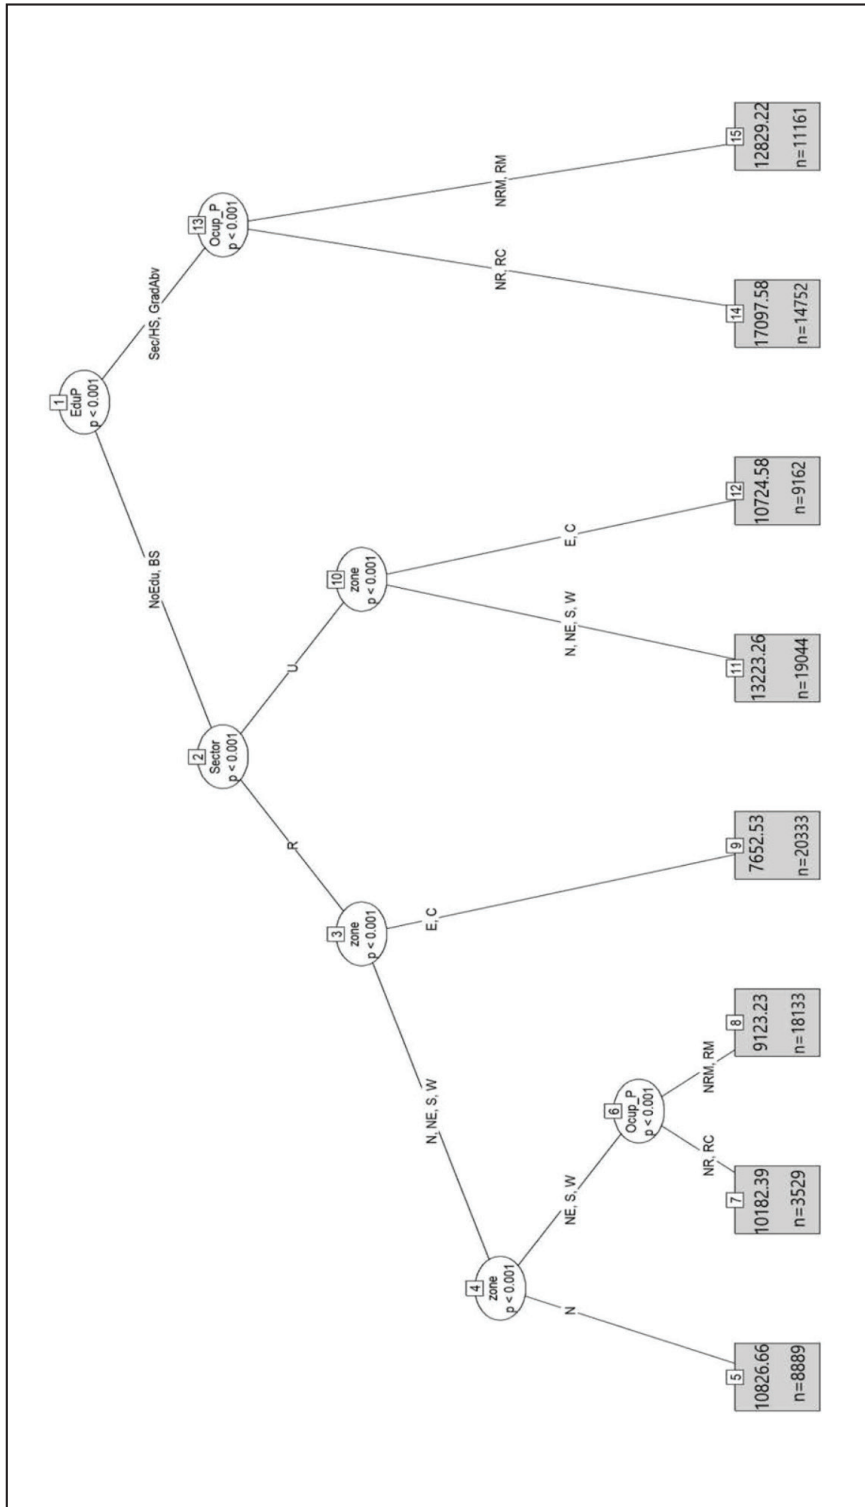 1
EduP
p < 0.001
NoEdu, BS
Sec/HS, GradAbv
2
Sector
p < 0.001
R
U
3
zone
p < 0.001
N, NE, S, W
E, C
4
zone
p < 0.001
N
NE, S, W
5
10826.66
n=8889
6
Ocup_P
p < 0.001
NR, RC
NRM, RM
7
10182.39
n=3529
8
9123.23
n=18133
9
7652.53
n=20333
10
zone
p < 0.001
N, NE, S, W
E, C
11
13223.26
n=19044
12
10724.58
n=9162
13
Ocup_P
p < 0.001
NR, RC
NRM, RM
14
17097.58
n=14752
15
12829.22
n=11161